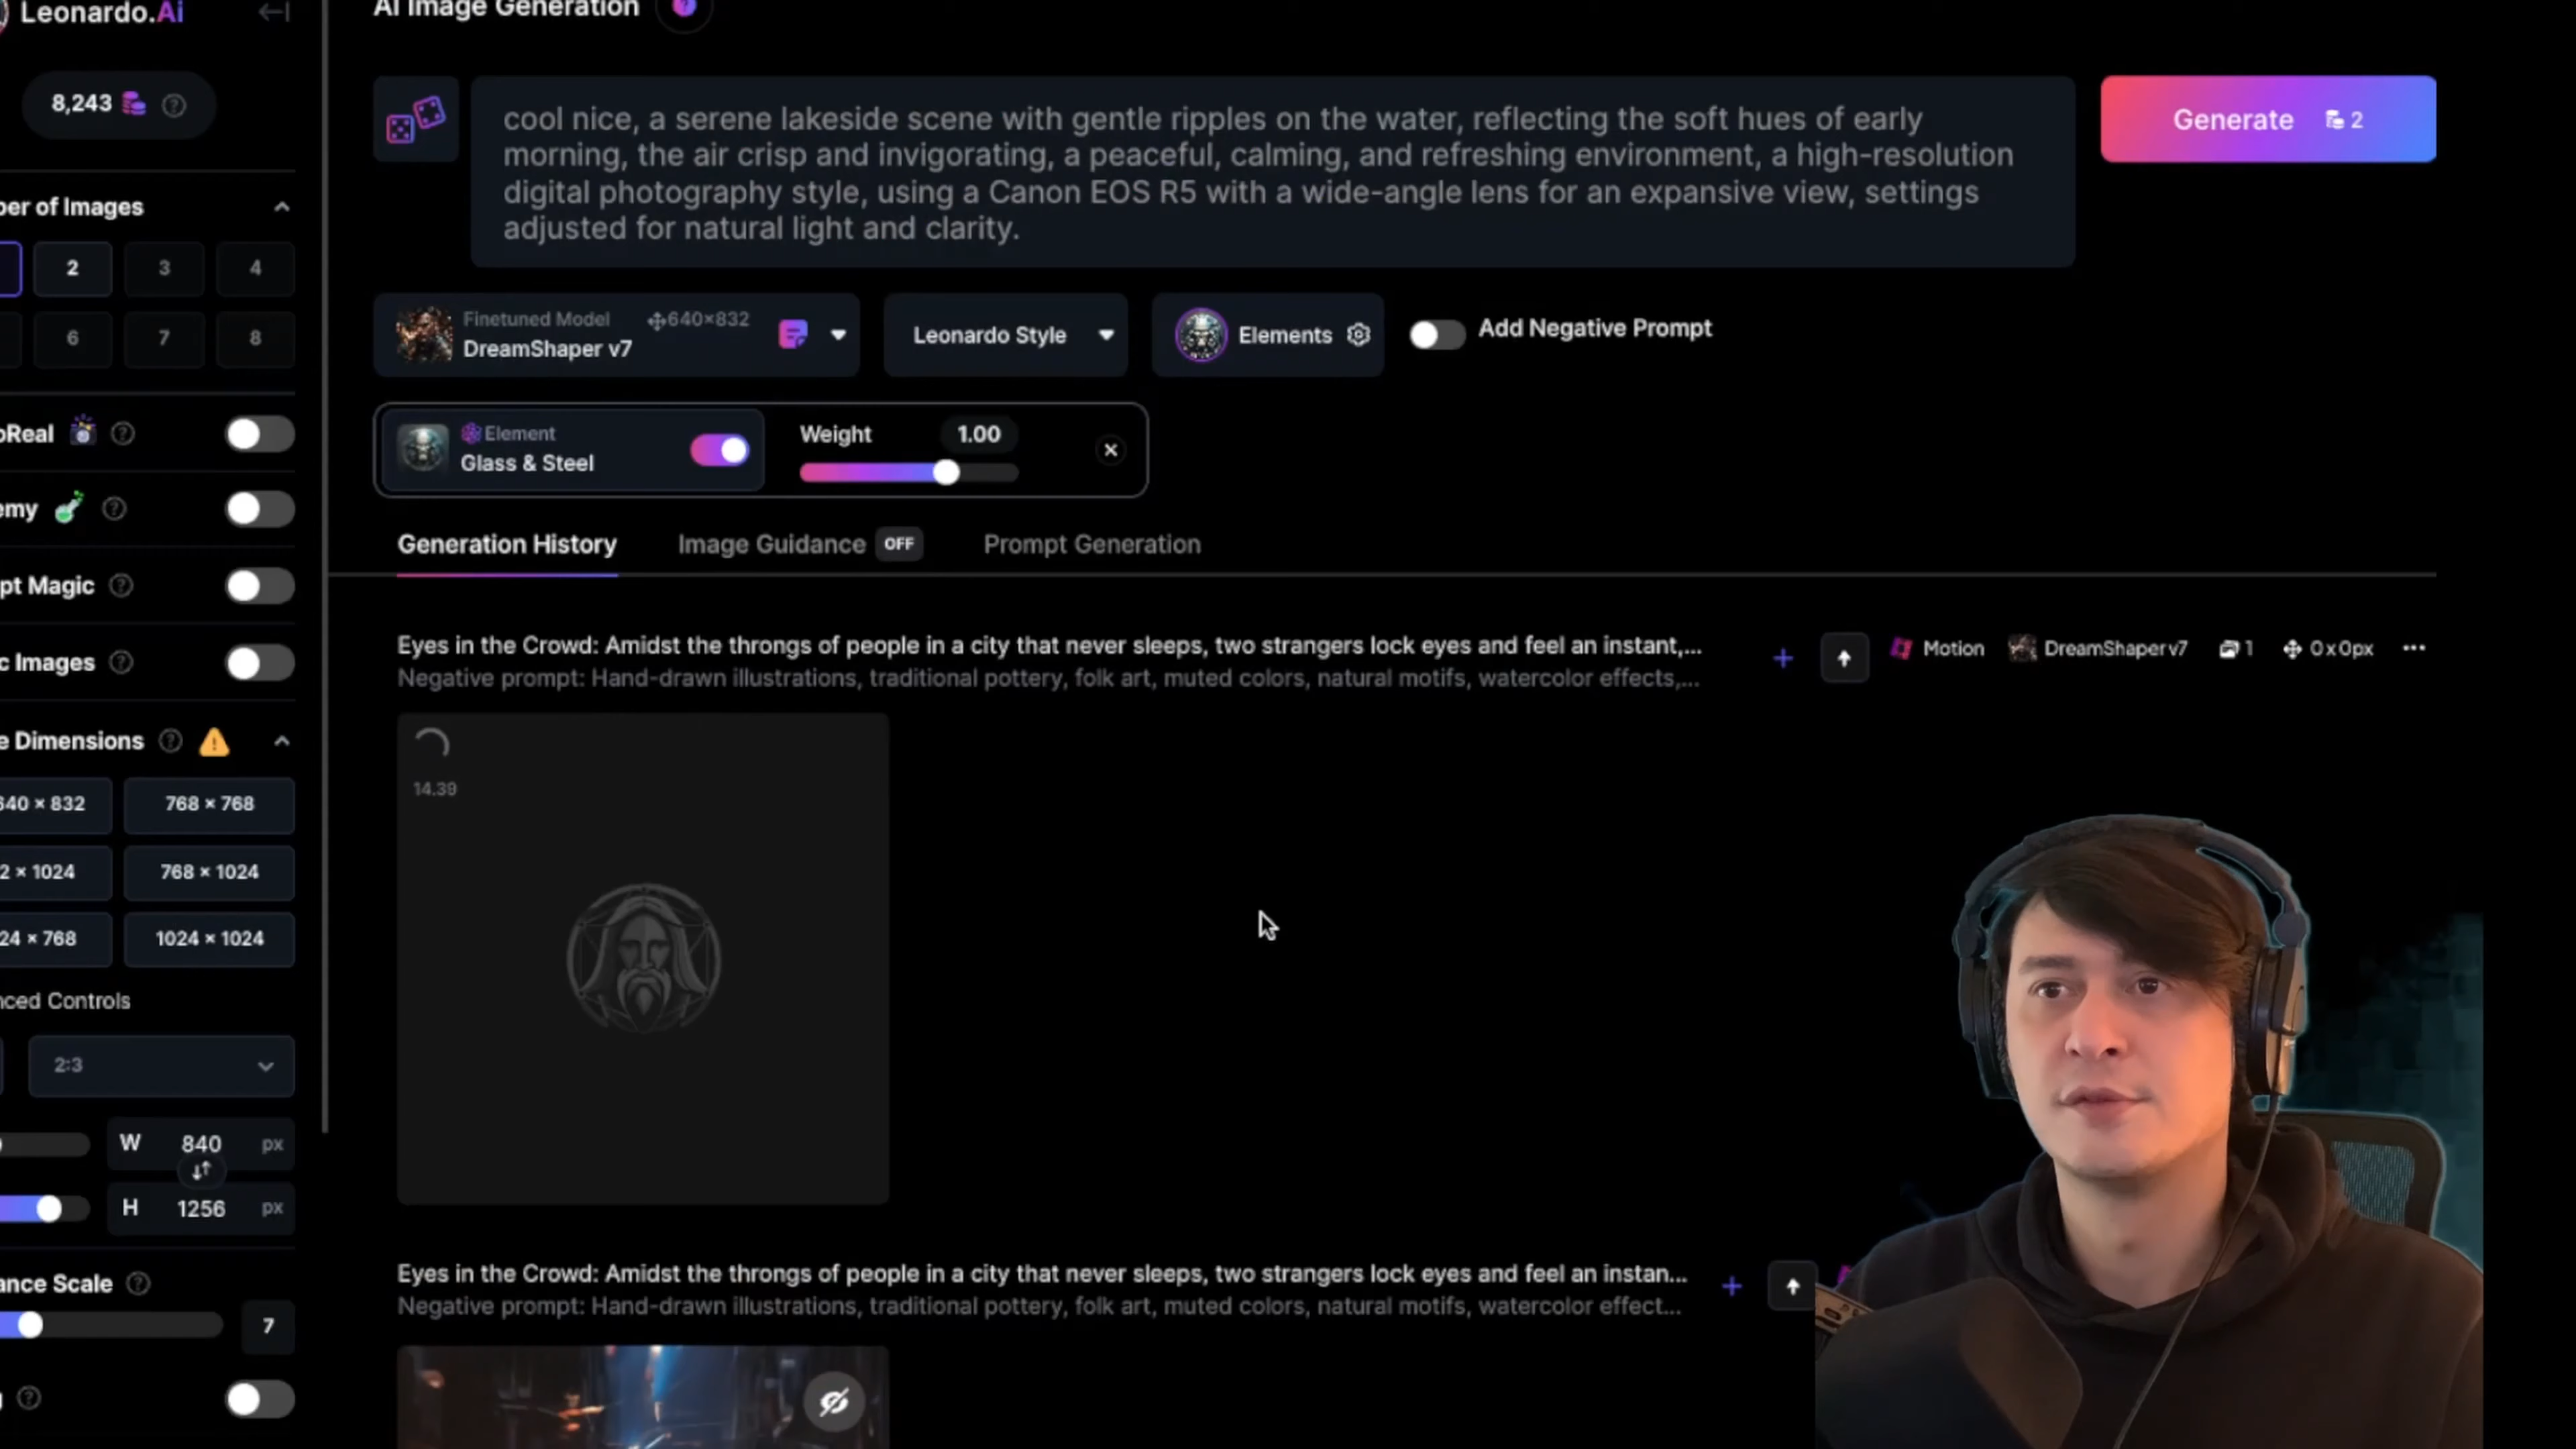 Leonardo.Ai
AI Image Generation
8,243
cool nice, a serene lakeside scene with gentle ripples on the water, reflecting the soft hues of early
morning, the air crisp and invigorating, a peaceful, calming, and refreshing environment, a high-resolution
digital photography style, using a Canon EOS R5 with a wide-angle lens for an expansive view, settings
adjusted for natural light and clarity.
Generate 2
ber of Images
2 3 4
6 7 8
Finetuned Model 640×832
DreamShaper v7
Leonardo Style
Elements
Add Negative Prompt
Element
Glass & Steel
Weight 1.00
oReal
emy
pt Magic
c Images
Generation History Image Guidance OFF Prompt Generation
Eyes in the Crowd: Amidst the throngs of people in a city that never sleeps, two strangers lock eyes and feel an instant,...
Negative prompt: Hand-drawn illustrations, traditional pottery, folk art, muted colors, natural motifs, watercolor effects,...
Motion DreamShaper v7 1 0x0px
14.39
e Dimensions
640 × 832 768 × 768
2 × 1024 768 × 1024
24 × 768 1024 × 1024
nced Controls
2:3
W 840 px
H 1256 px
ance Scale
7
Eyes in the Crowd: Amidst the throngs of people in a city that never sleeps, two strangers lock eyes and feel an instan...
Negative prompt: Hand-drawn illustrations, traditional pottery, folk art, muted colors, natural motifs, watercolor effect...